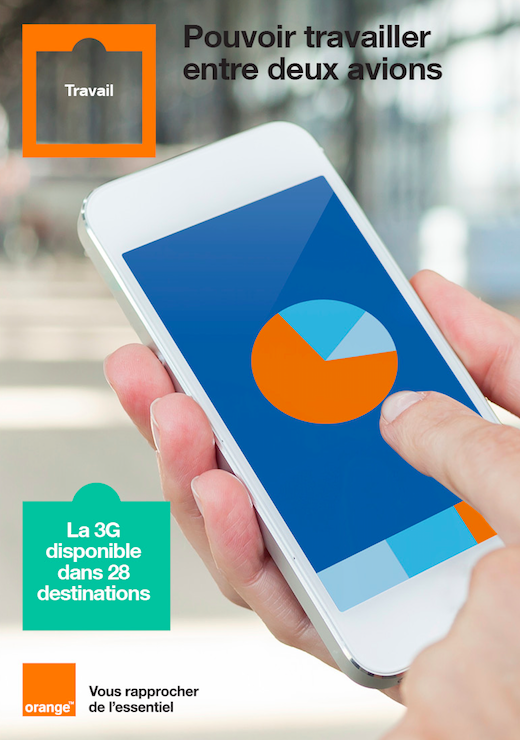 Travail
Pouvoir travailler
entre deux avions
La 3G
disponible
dans 28
destinations
orange™
Vous rapprocher
de l'essentiel